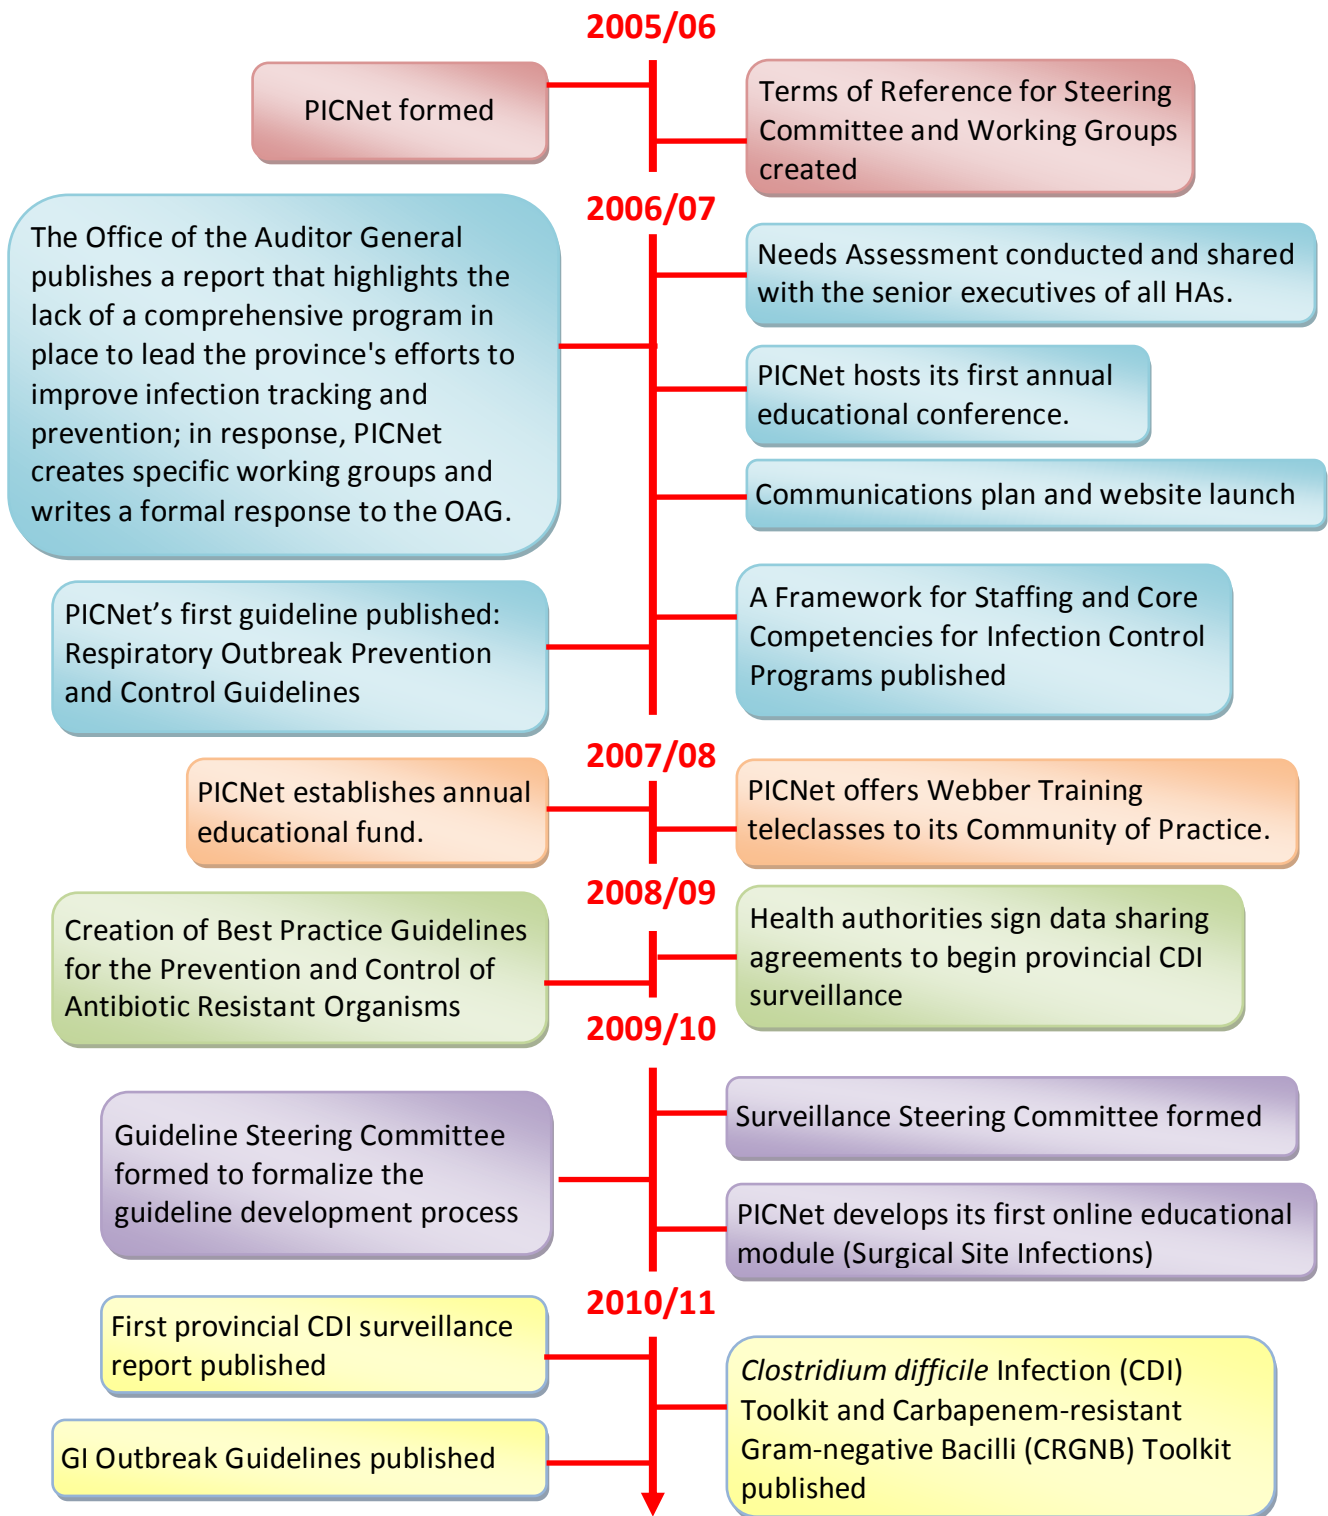 2005/06
PICNet formed
Terms of Reference for Steering
Committee and Working Groups
created
2006/07
The Office of the Auditor General
publishes a report that highlights the
lack of a comprehensive program in
place to lead the province's efforts to
improve infection tracking and
prevention; in response, PICNet
creates specific working groups and
writes a formal response to the OAG.
Needs Assessment conducted and shared
with the senior executives of all HAs.
PICNet hosts its first annual
educational conference.
Communications plan and website launch
PICNet’s first guideline published:
Respiratory Outbreak Prevention
and Control Guidelines
A Framework for Staffing and Core
Competencies for Infection Control
Programs published
2007/08
PICNet establishes annual
educational fund.
PICNet offers Webber Training
teleclasses to its Community of Practice.
2008/09
Creation of Best Practice Guidelines
for the Prevention and Control of
Antibiotic Resistant Organisms
Health authorities sign data sharing
agreements to begin provincial CDI
surveillance
2009/10
Guideline Steering Committee
formed to formalize the
guideline development process
Surveillance Steering Committee formed
PICNet develops its first online educational
module (Surgical Site Infections)
2010/11
First provincial CDI surveillance
report published
GI Outbreak Guidelines published
Clostridium difficile Infection (CDI)
Toolkit and Carbapenem-resistant
Gram-negative Bacilli (CRGNB) Toolkit
published